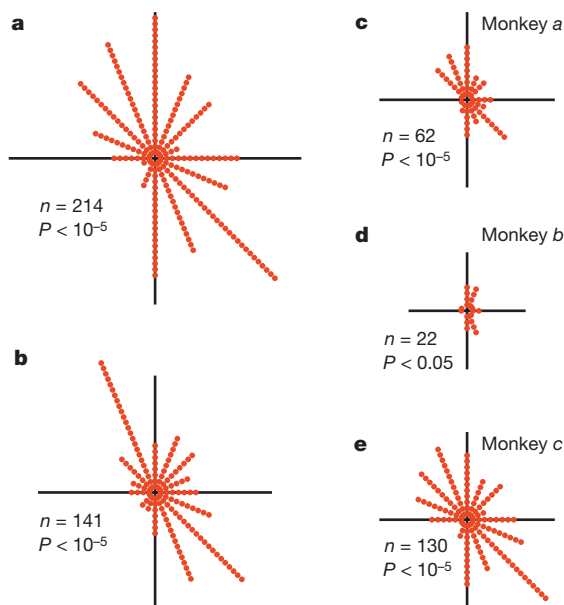 a
n = 214
P < 10⁻⁵
b
n = 141
P < 10⁻⁵
c Monkey a
n = 62
P < 10⁻⁵
d Monkey b
n = 22
P < 0.05
e Monkey c
n = 130
P < 10⁻⁵